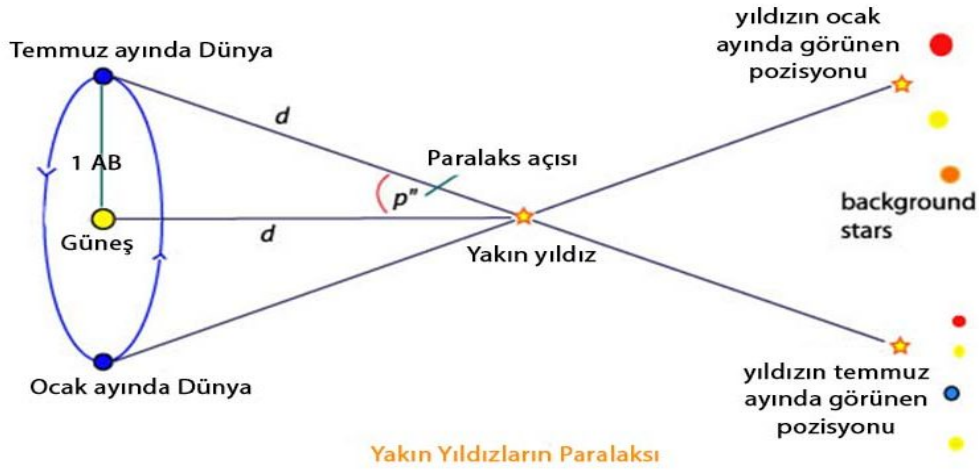 Temmuz ayında Dünya
yıldızın ocak
ayında görünen
pozisyonu
d
1 AB
Paralaks açısı
p"
Güneş
d
Yakın yıldız
background
stars
Ocak ayında Dünya
yıldızın temmuz
ayında görünen
pozisyonu
Yakın Yıldızların Paralaksı